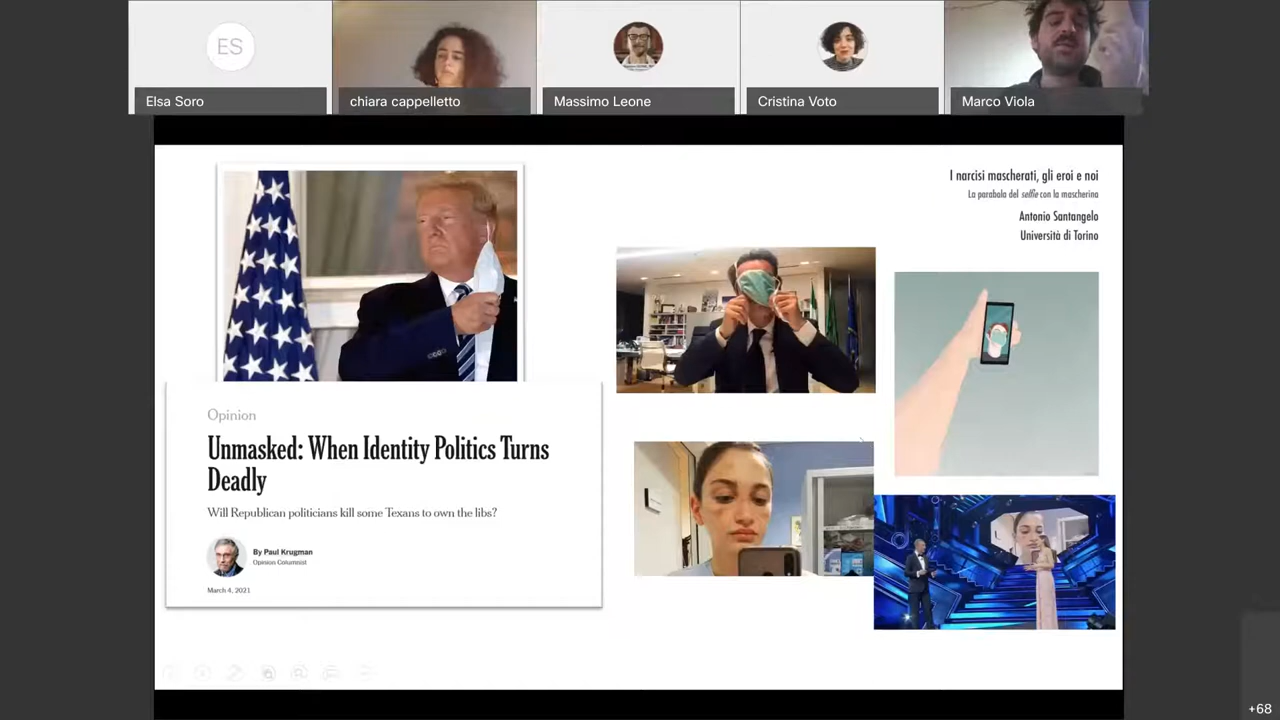 ES
Elsa Soro
chiara cappelletto
Massimo Leone
Cristina Voto
Marco Viola
I narcisi mascherati, gli eroi e noi
La parabola del selfie con la mascherina
Antonio Santangelo
Università di Torino
Opinion
Unmasked: When Identity Politics Turns
Deadly
Will Republican politicians kill some Texans to own the libs?
By Paul Krugman
Opinion Columnist
March 4, 2021
+68